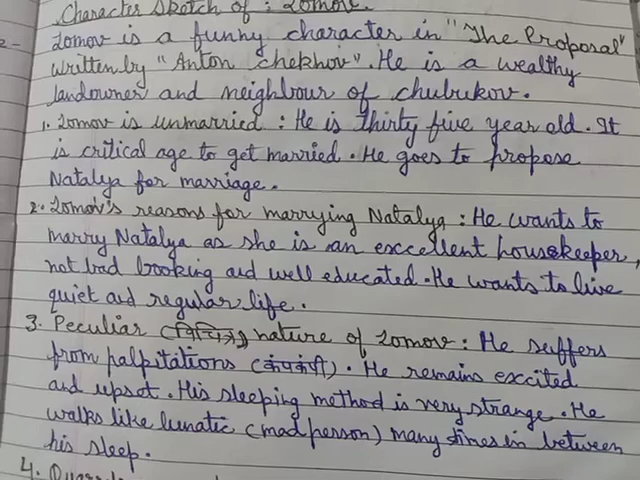 Character Sketch of : Lomov.
2- Lomov is a funny character in "The Proposal"
written by "Anton chekhov". He is a wealthy
landowner and neighbour of chubukov.
1. Lomov is unmarried : He is thirty five year old. It
is critical age to get married. He goes to propose
Natalya for marriage.
2. Lomov's reasons for marrying Natalya : He wants to
marry Natalya as she is an excellent housekeeper,
not bad looking and well educated. He wants to live
quiet and regular life.
3. Peculiar (विचित्र) nature of Lomov : He suffers
from palpitations (कंपकंपी). He remains excited
and upset. His sleeping method is very strange. He
walks like lunatic (mad person) many times in between
his sleep.
4.